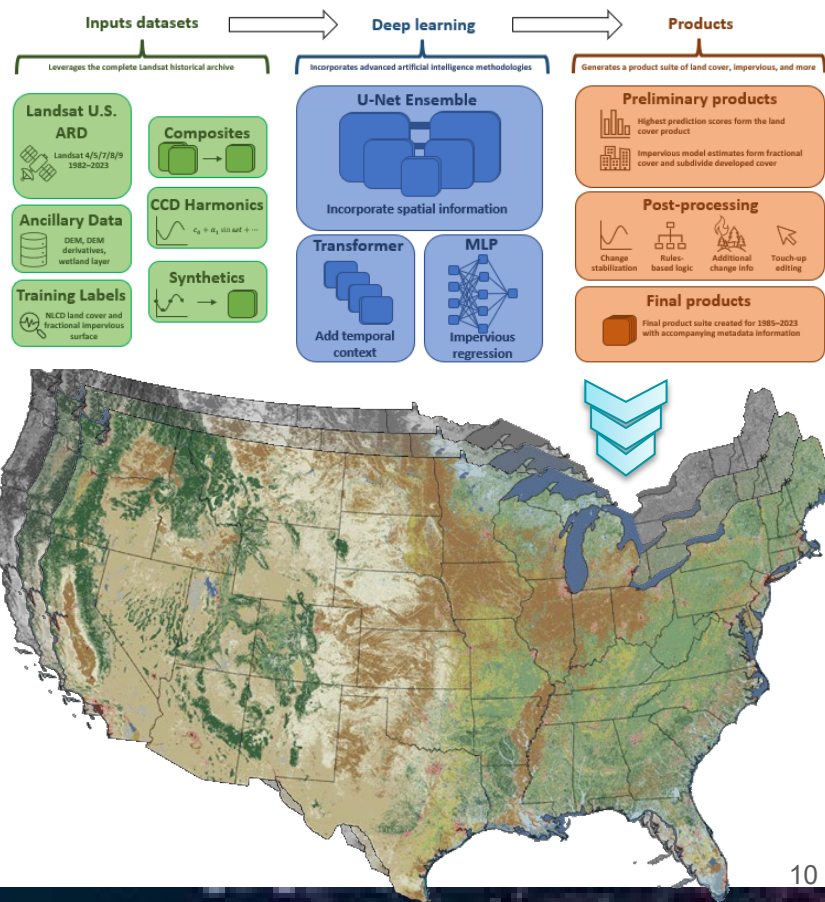 Inputs datasets
Deep learning
Products
Leverages the complete Landsat historical archive
Incorporates advanced artificial intelligence methodologies
Generates a product suite of land cover, impervious, and more
Landsat U.S.
ARD
Landsat 4/5/7/8/9
1982–2023
Ancillary Data
DEM, DEM
derivatives,
wetland layer
Training Labels
NLCD land cover and
fractional impervious
surface
Composites
CCD Harmonics
c₀ + a₁ sin ωt + ⋯
Synthetics
U-Net Ensemble
Incorporate spatial information
Transformer
Add temporal
context
MLP
Impervious
regression
Preliminary products
Highest prediction scores form the land
cover product
Impervious model estimates form fractional
cover and subdivide developed cover
Post-processing
Change
stabilization
Rules-
based logic
Additional
change info
Touch-up
editing
Final products
Final product suite created for 1985–2023
with accompanying metadata information
10